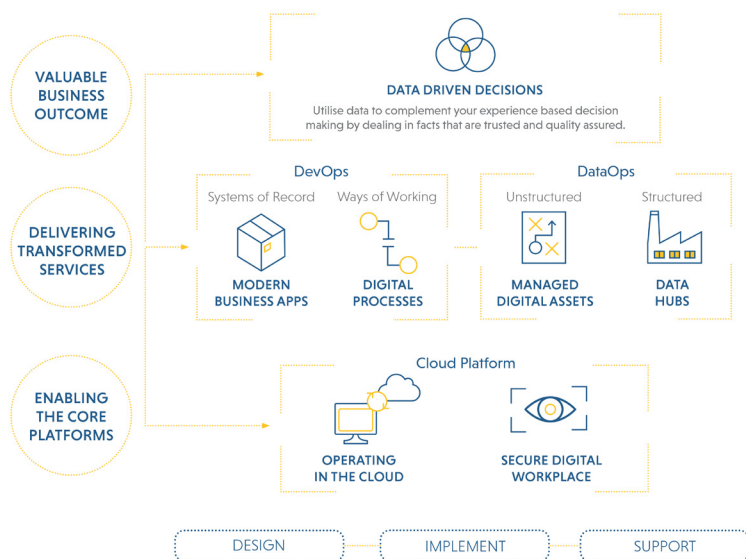 VALUABLE
BUSINESS
OUTCOME
DATA DRIVEN DECISIONS
Utilise data to complement your experience based decision
making by dealing in facts that are trusted and quality assured.
DELIVERING
TRANSFORMED
SERVICES
DevOps
Systems of Record
Ways of Working
MODERN
BUSINESS APPS
DIGITAL
PROCESSES
DataOps
Unstructured
Structured
MANAGED
DIGITAL ASSETS
DATA
HUBS
ENABLING
THE CORE
PLATFORMS
Cloud Platform
OPERATING
IN THE CLOUD
SECURE DIGITAL
WORKPLACE
DESIGN
IMPLEMENT
SUPPORT